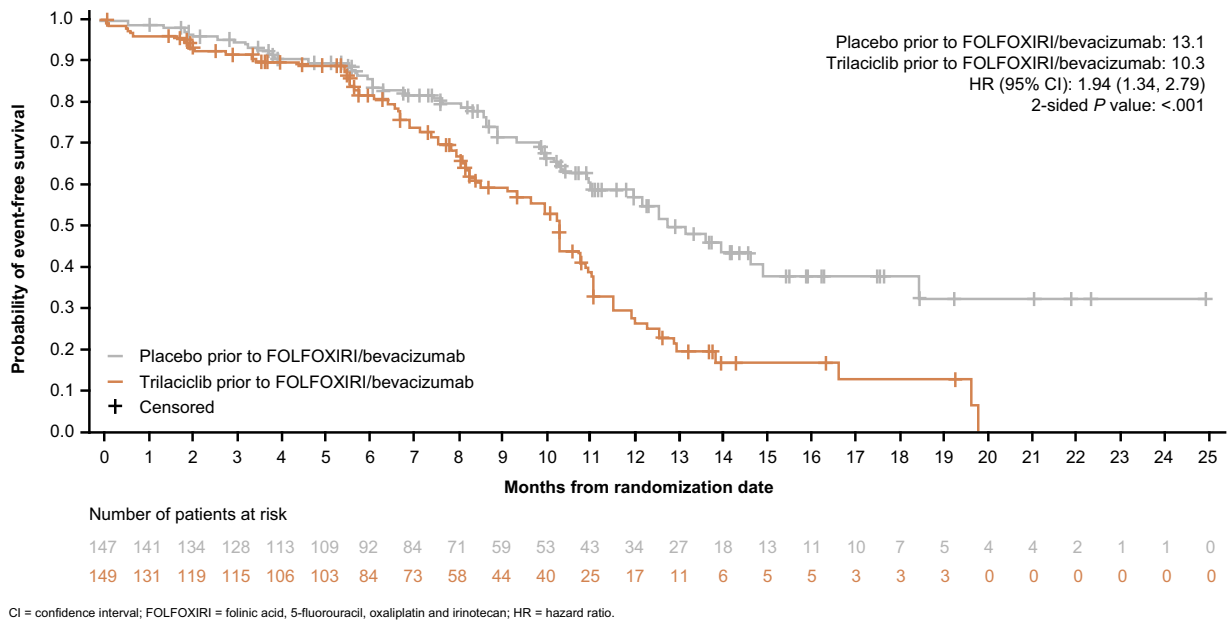 Placebo prior to FOLFOXIRI/bevacizumab: 13.1
Trilaciclib prior to FOLFOXIRI/bevacizumab: 10.3
HR (95% CI): 1.94 (1.34, 2.79)
2-sided P value: <.001
Probability of event-free survival
1.0
0.9
0.8
0.7
0.6
0.5
0.4
0.3
0.2
0.1
0.0
Placebo prior to FOLFOXIRI/bevacizumab
Trilaciclib prior to FOLFOXIRI/bevacizumab
Censored
0 1 2 3 4 5 6 7 8 9 10 11 12 13 14 15 16 17 18 19 20 21 22 23 24 25
Months from randomization date
Number of patients at risk
147 141 134 128 113 109 92 84 71 59 53 43 34 27 18 13 11 10 7 5 4 4 2 1 1 0
149 131 119 115 106 103 84 73 58 44 40 25 17 11 6 5 5 3 3 3 0 0 0 0 0 0
CI = confidence interval; FOLFOXIRI = folinic acid, 5-fluorouracil, oxaliplatin and irinotecan; HR = hazard ratio.